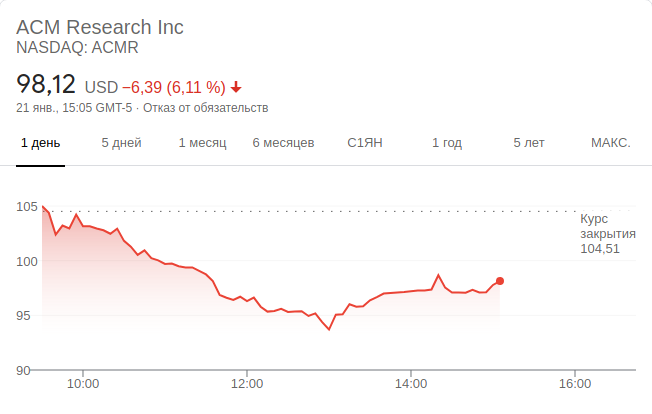 ACM Research Inc
NASDAQ: ACMR
98,12 USD −6,39 (6,11 %)
21 янв., 15:05 GMT-5 · Отказ от обязательств
1 день 5 дней 1 месяц 6 месяцев С1ЯН 1 год 5 лет МАКС.
105
Курс
закрытия
104,51
100
95
90
10:00 12:00 14:00 16:00